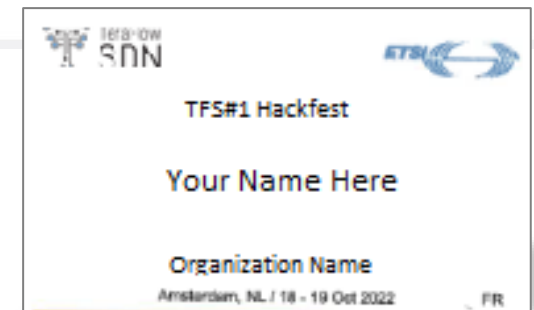 TeraFlow
SDN
ETSI
TFS#1 Hackfest
Your Name Here
Organization Name
Amsterdam, NL / 18 - 19 Oct 2022
FR